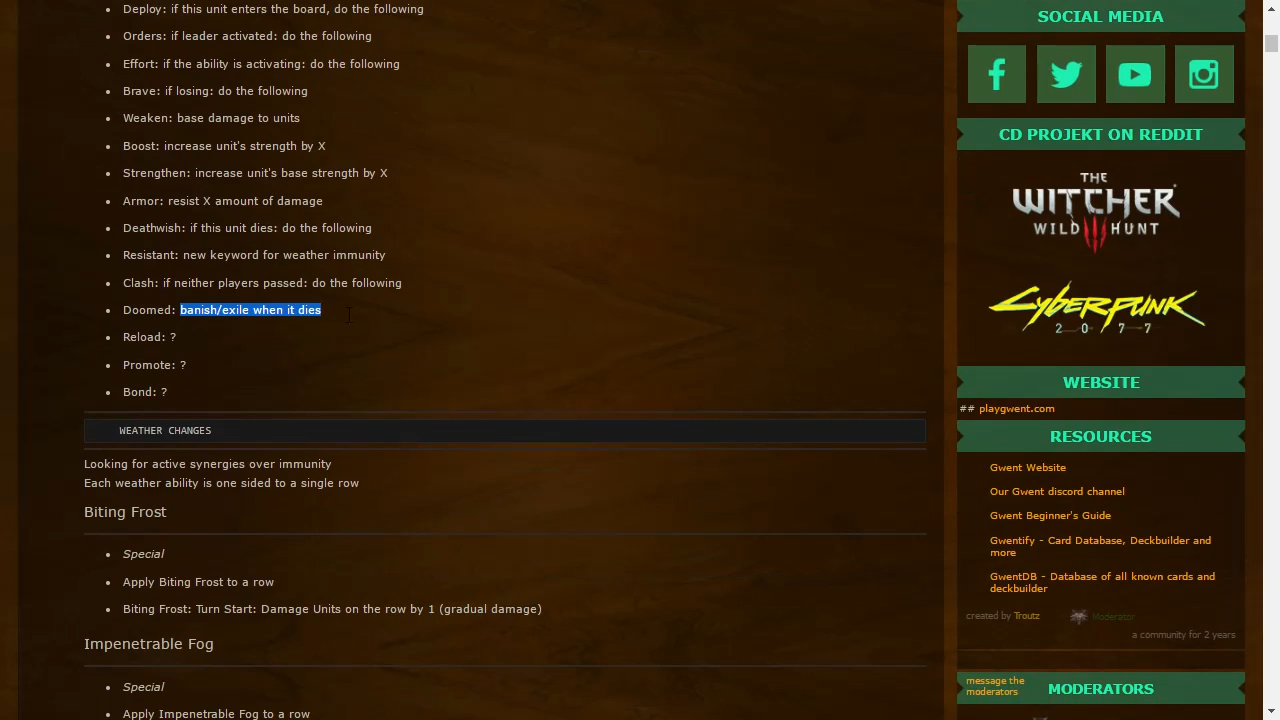 Deploy: if this unit enters the board, do the following
Orders: if leader activated: do the following
Effort: if the ability is activating: do the following
Brave: if losing: do the following
Weaken: base damage to units
Boost: increase unit's strength by X
Strengthen: increase unit's base strength by X
Armor: resist X amount of damage
Deathwish: if this unit dies: do the following
Resistant: new keyword for weather immunity
Clash: if neither players passed: do the following
Doomed: banish/exile when it dies
Reload: ?
Promote: ?
Bond: ?
WEATHER CHANGES
Looking for active synergies over immunity
Each weather ability is one sided to a single row
Biting Frost
Special
Apply Biting Frost to a row
Biting Frost: Turn Start: Damage Units on the row by 1 (gradual damage)
Impenetrable Fog
Special
Apply Impenetrable Fog to a row
SOCIAL MEDIA
CD PROJEKT ON REDDIT
THE
WITCHER
WILD HUNT
CYBERPUNK
2077
WEBSITE
## playgwent.com
RESOURCES
Gwent Website
Our Gwent discord channel
Gwent Beginner's Guide
Gwentify - Card Database, Deckbuilder and
more
GwentDB - Database of all known cards and
deckbuilder
created by Troutz Moderator
a community for 2 years
message the
moderators
MODERATORS